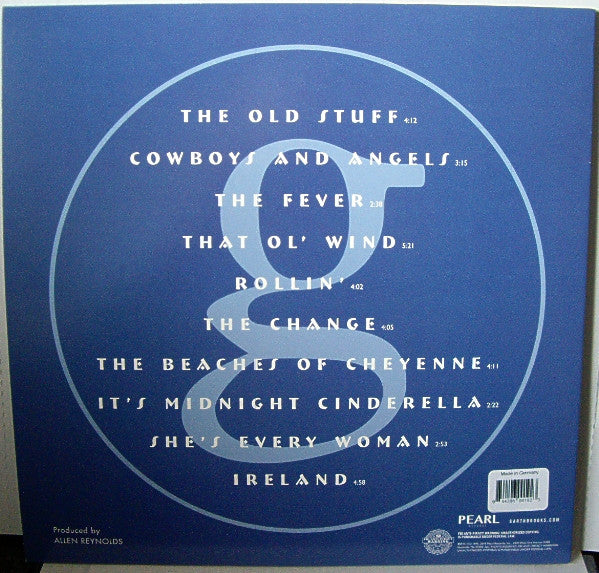 THE OLD STUFF 4:12
COWBOYS AND ANGELS 3:15
THE FEVER 2:38
THAT OL' WIND 5:21
ROLLIN' 4:02
THE CHANGE 4:05
THE BEACHES OF CHEYENNE 4:11
IT'S MIDNIGHT CINDERELLA 2:22
SHE'S EVERY WOMAN 2:53
IRELAND 4:58
g
Made in Germany
Produced by
ALLEN REYNOLDS
PEARL
RECORDS
GARTHBROOKS.COM